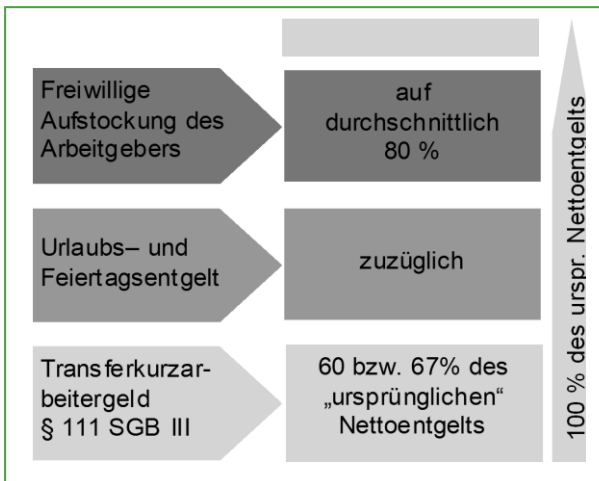 Freiwillige
Aufstockung des
Arbeitgebers
auf
durchschnittlich
80 %
Urlaubs– und
Feiertagsentgelt
zuzüglich
Transferkurzar-
beitergeld
§ 111 SGB III
60 bzw. 67% des
„ursprünglichen“
Nettoentgelts
100 % des urspr. Nettoentgelts